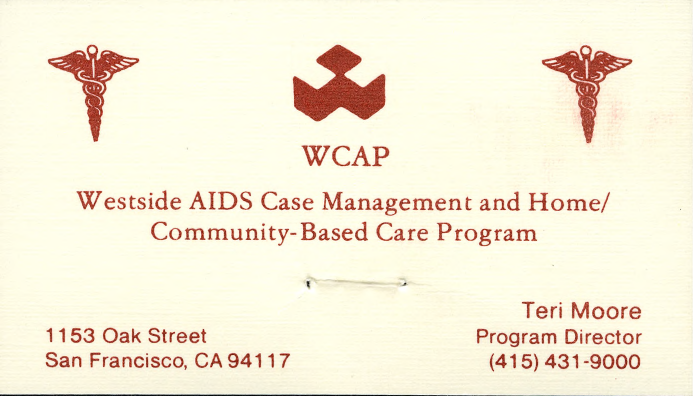 WCAP
Westside AIDS Case Management and Home/
Community-Based Care Program
Teri Moore
1153 Oak Street
Program Director
San Francisco, CA 94117
(415) 431-9000